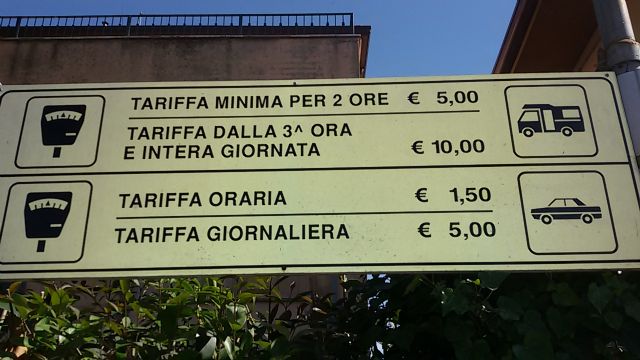 TARIFFA MINIMA PER 2 ORE € 5,00
TARIFFA DALLA 3^ ORA
E INTERA GIORNATA € 10,00
TARIFFA ORARIA € 1,50
TARIFFA GIORNALIERA € 5,00